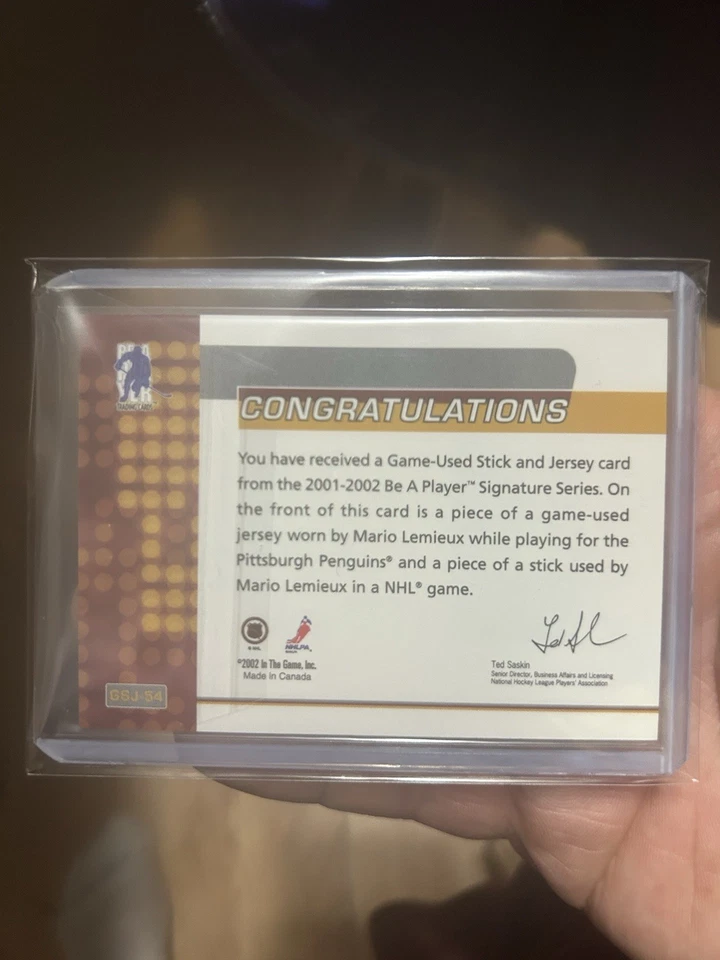 CONGRATULATIONS
You have received a Game-Used Stick and Jersey card
from the 2001-2002 Be A Player™ Signature Series. On
the front of this card is a piece of a game-used
jersey worn by Mario Lemieux while playing for the
Pittsburgh Penguins® and a piece of a stick used by
Mario Lemieux in a NHL® game.
NHLPA
©2002 In The Game, Inc.
Made in Canada
Ted Saskin
Senior Director, Business Affairs and Licensing
National Hockey League Players' Association
TRADING CARDS
GSJ-54